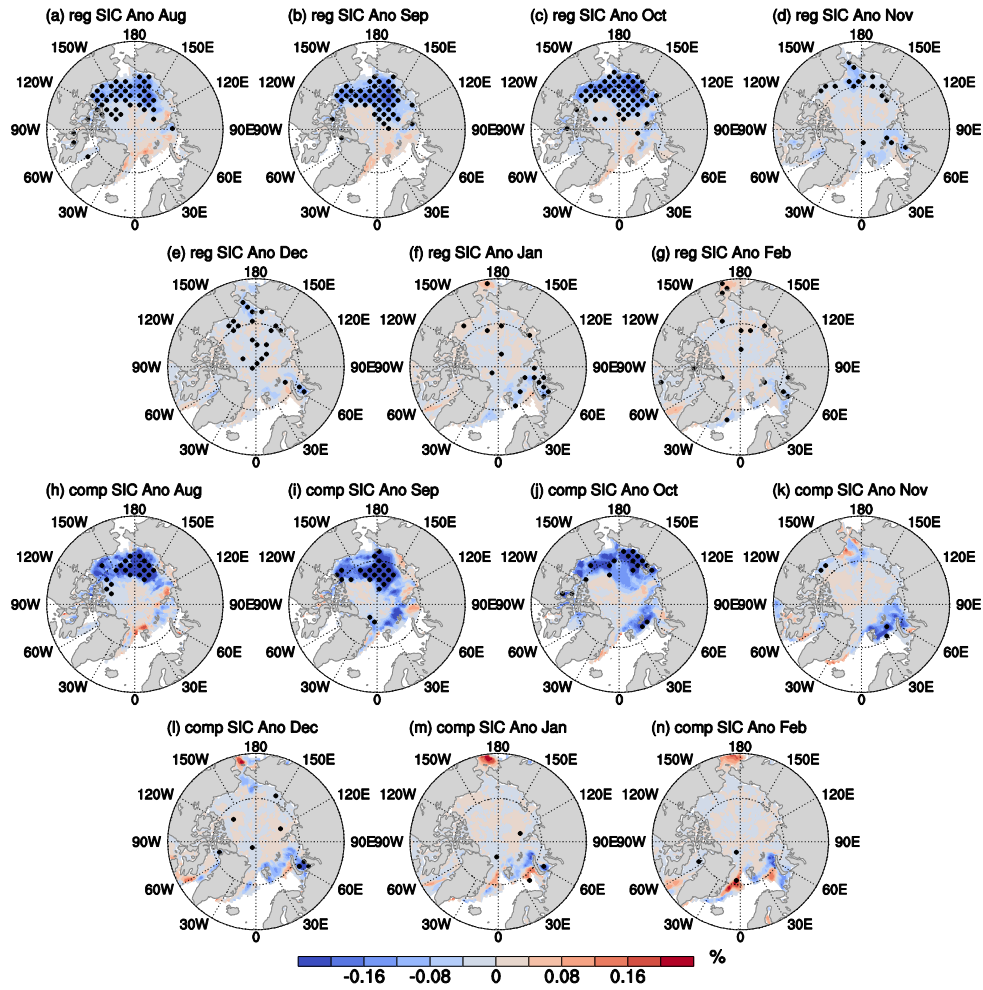 (a) reg SIC Ano Aug (b) reg SIC Ano Sep (c) reg SIC Ano Oct (d) reg SIC Ano Nov
180 180 180 180
150W 150E 150W 150E 150W 150E 150W 150E
120W 120E 120W 120E 120W 120E 120W 120E
90W 90E 90W 90E 90W 90E 90W 90E
60W 60E 60W 60E 60W 60E 60W 60E
30W 30E 30W 30E 30W 30E 30W 30E
0 0 0 0
(e) reg SIC Ano Dec (f) reg SIC Ano Jan (g) reg SIC Ano Feb
180 180 180
150W 150E 150W 150E 150W 150E
120W 120E 120W 120E 120W 120E
90W 90E 90W 90E 90W 90E
60W 60E 60W 60E 60W 60E
30W 30E 30W 30E 30W 30E
0 0 0
(h) comp SIC Ano Aug (i) comp SIC Ano Sep (j) comp SIC Ano Oct (k) comp SIC Ano Nov
180 180 180 180
150W 150E 150W 150E 150W 150E 150W 150E
120W 120E 120W 120E 120W 120E 120W 120E
90W 90E 90W 90E 90W 90E 90W 90E
60W 60E 60W 60E 60W 60E 60W 60E
30W 30E 30W 30E 30W 30E 30W 30E
0 0 0 0
(l) comp SIC Ano Dec (m) comp SIC Ano Jan (n) comp SIC Ano Feb
180 180 180
150W 150E 150W 150E 150W 150E
120W 120E 120W 120E 120W 120E
90W 90E 90W 90E 90W 90E
60W 60E 60W 60E 60W 60E
30W 30E 30W 30E 30W 30E
0 0 0
%
-0.16 -0.08 0 0.08 0.16